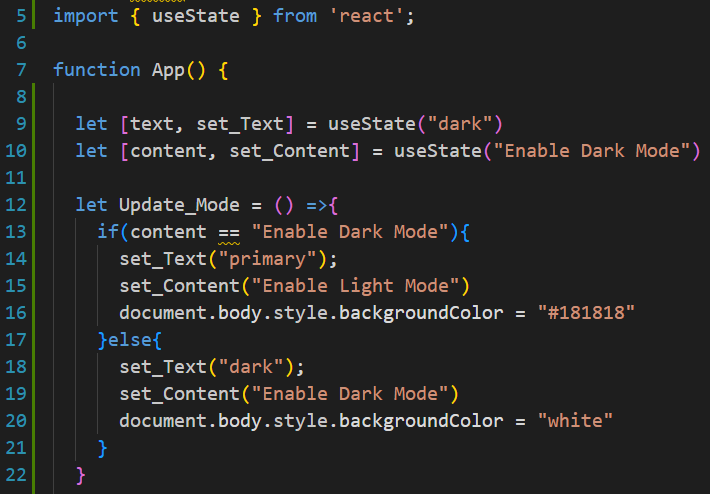 5 import { useState } from 'react';
6
7 function App() {
8
9   let [text, set_Text] = useState("dark")
10   let [content, set_Content] = useState("Enable Dark Mode")
11
12   let Update_Mode = () =>{
13     if(content == "Enable Dark Mode"){
14       set_Text("primary");
15       set_Content("Enable Light Mode")
16       document.body.style.backgroundColor = "#181818"
17     }else{
18       set_Text("dark");
19       set_Content("Enable Dark Mode")
20       document.body.style.backgroundColor = "white"
21     }
22   }